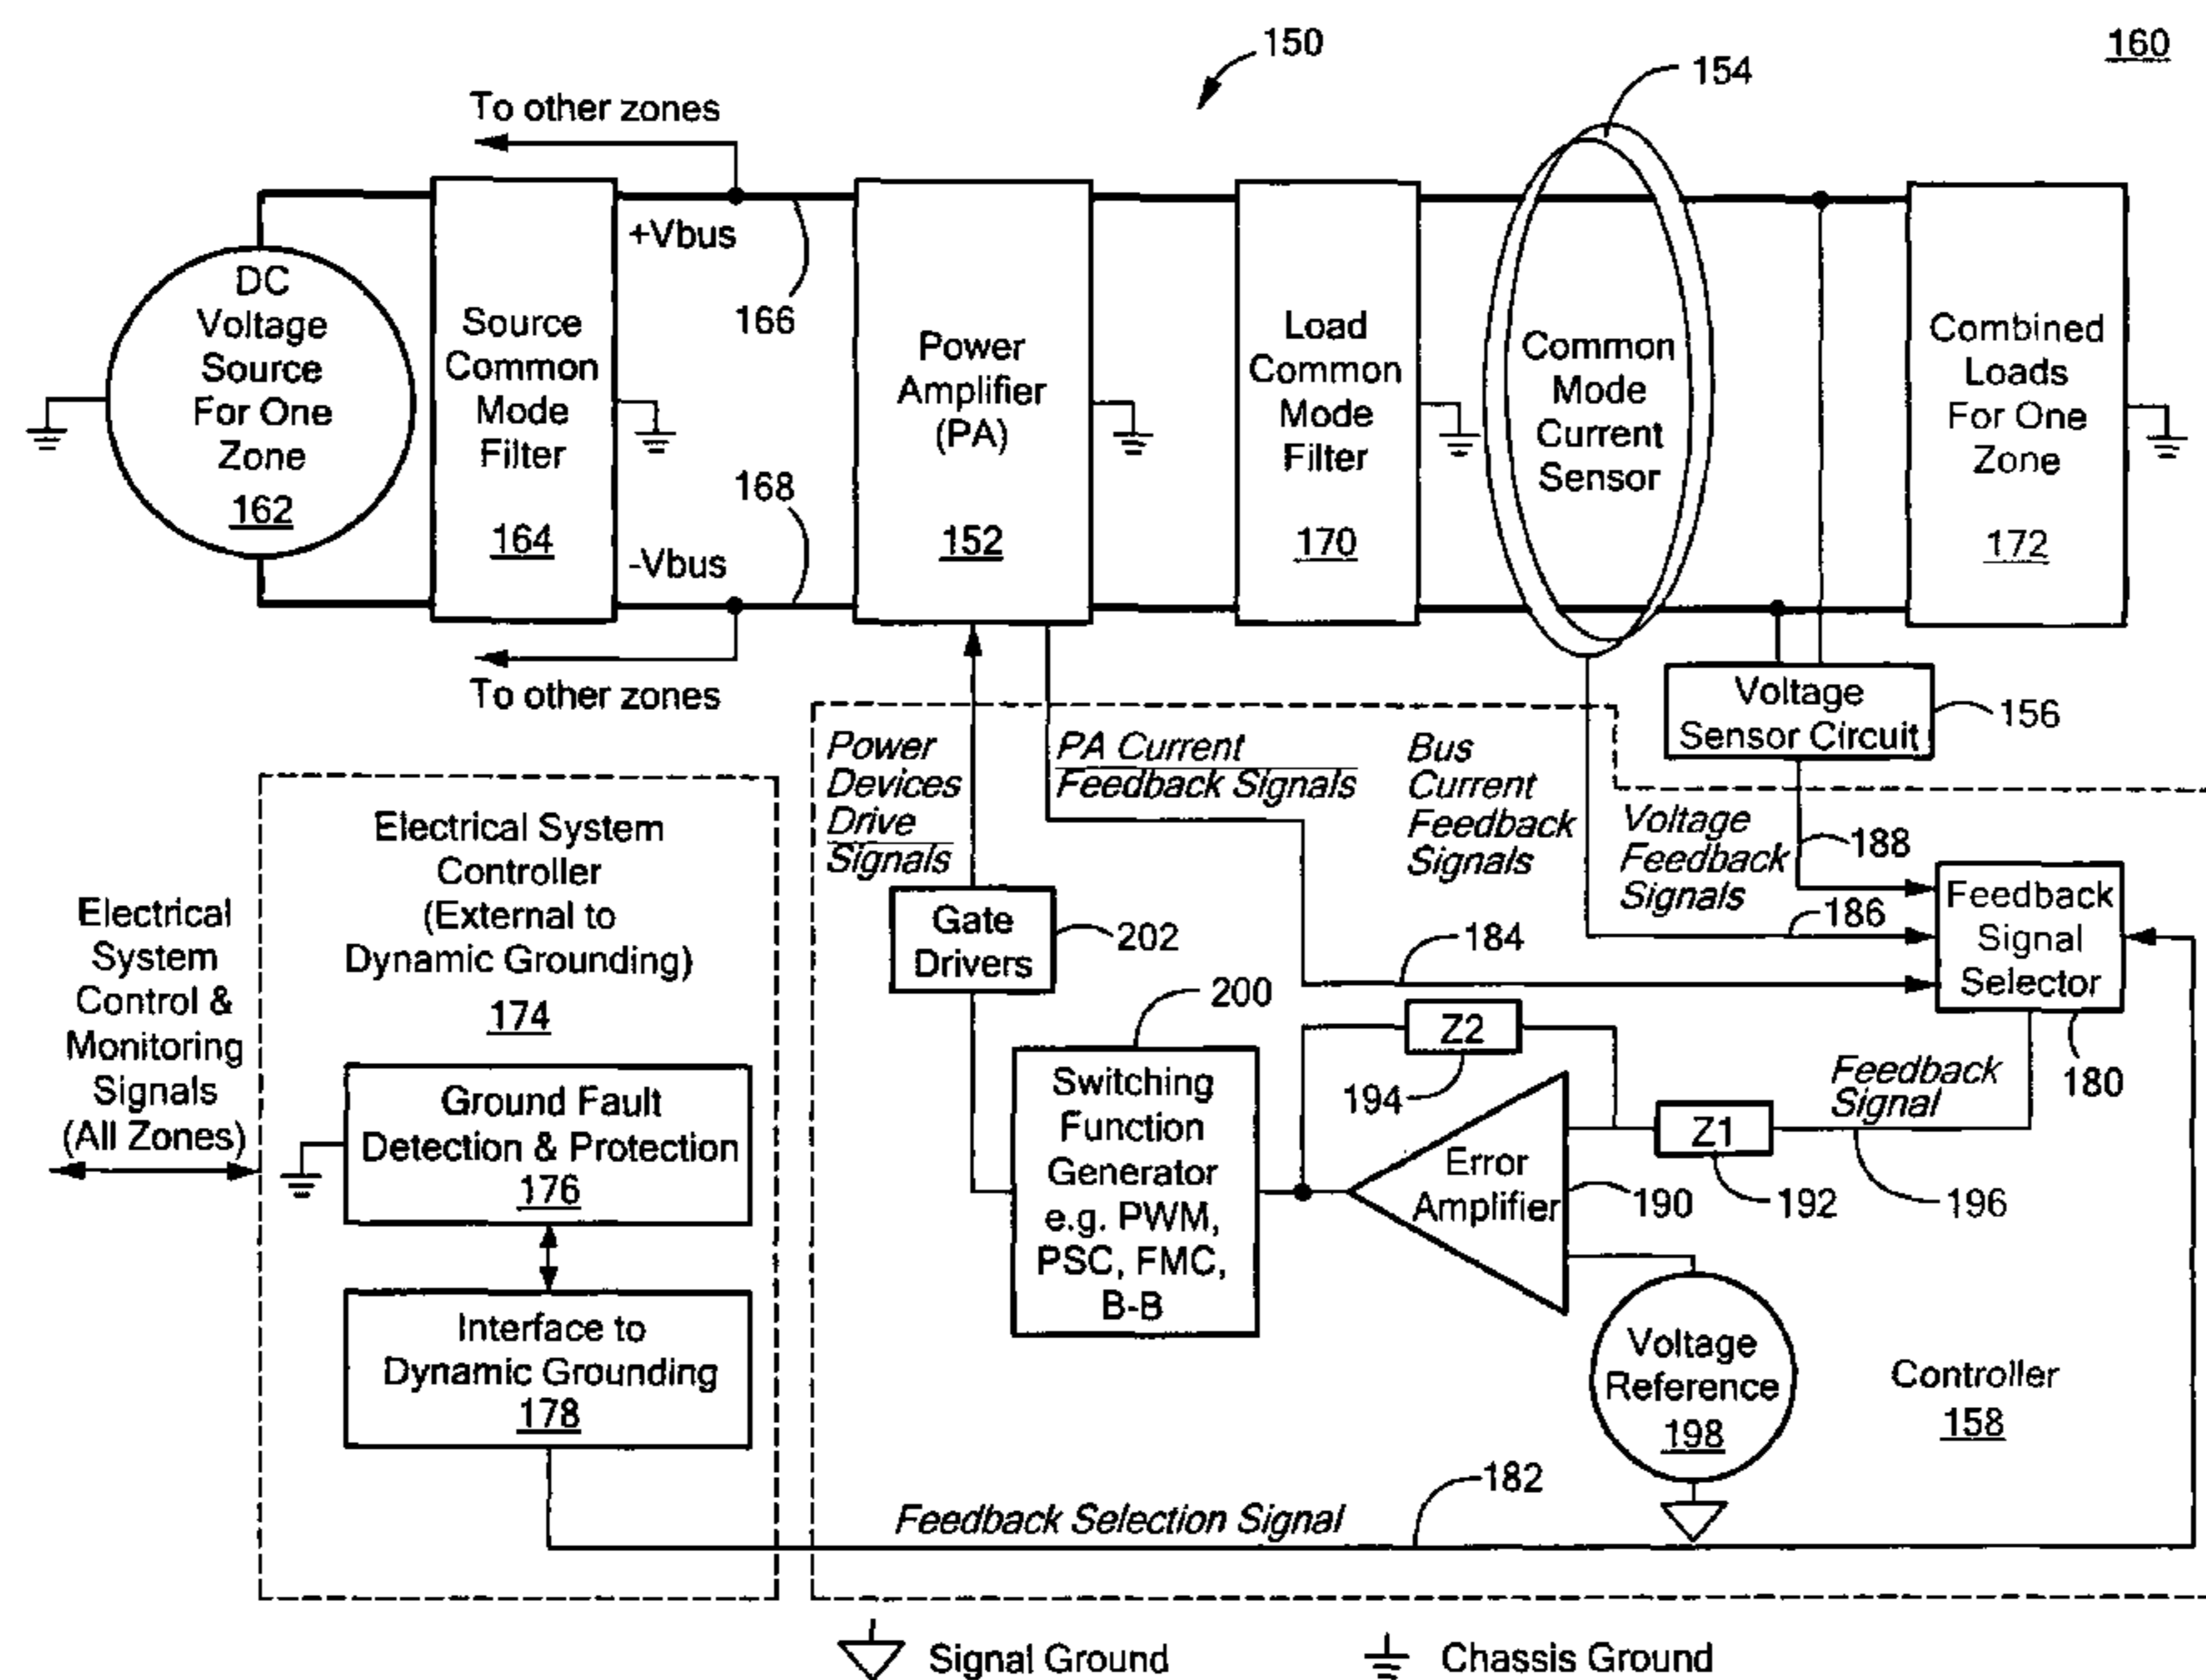 150
160
154
To other zones
DC
Voltage
Source
For One
Zone
162
Source
Common
Mode
Filter
164
+Vbus
166
168
-Vbus
To other zones
Power
Amplifier
(PA)
152
Load
Common
Mode
Filter
170
Common
Mode
Current
Sensor
Combined
Loads
For One
Zone
172
Voltage
Sensor Circuit
156
Power
Devices
Drive
Signals
PA Current
Feedback Signals
Bus
Current
Feedback
Signals
Voltage
Feedback
Signals
188
186
184
Feedback
Signal
Selector
180
Electrical
System
Control &
Monitoring
Signals
(All Zones)
Electrical System
Controller
(External to
Dynamic Grounding)
174
Ground Fault
Detection & Protection
176
Interface to
Dynamic Grounding
178
Gate
Drivers
202
200
Switching
Function
Generator
e.g. PWM,
PSC, FMC,
B-B
Z2
194
Error
Amplifier
190
Z1
192
Feedback
Signal
196
Voltage
Reference
198
Controller
158
182
Feedback Selection Signal
Signal Ground
Chassis Ground